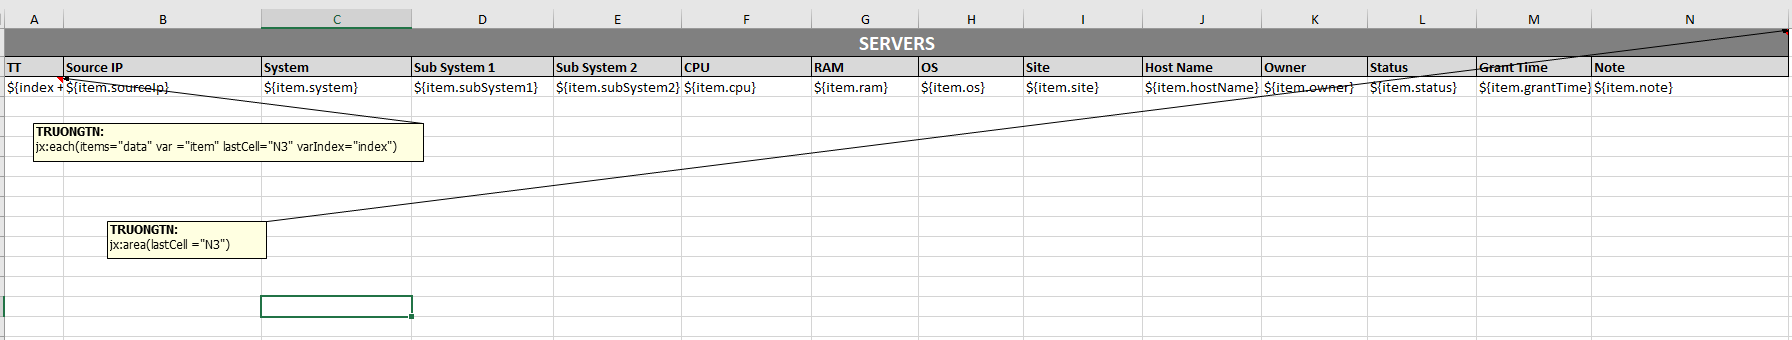 A B C D E F G H I J K L M N
SERVERS
TT Source IP System Sub System 1 Sub System 2 CPU RAM OS Site Host Name Owner Status Grant Time Note
${index + ${item.sourceIp} ${item.system} ${item.subSystem1} ${item.subSystem2} ${item.cpu} ${item.ram} ${item.os} ${item.site} ${item.hostName} ${item.owner} ${item.status} ${item.grantTime} ${item.note}
TRUONGTN:
jx:each(items="data" var ="item" lastCell="N3" varIndex="index")
TRUONGTN:
jx:area(lastCell ="N3")